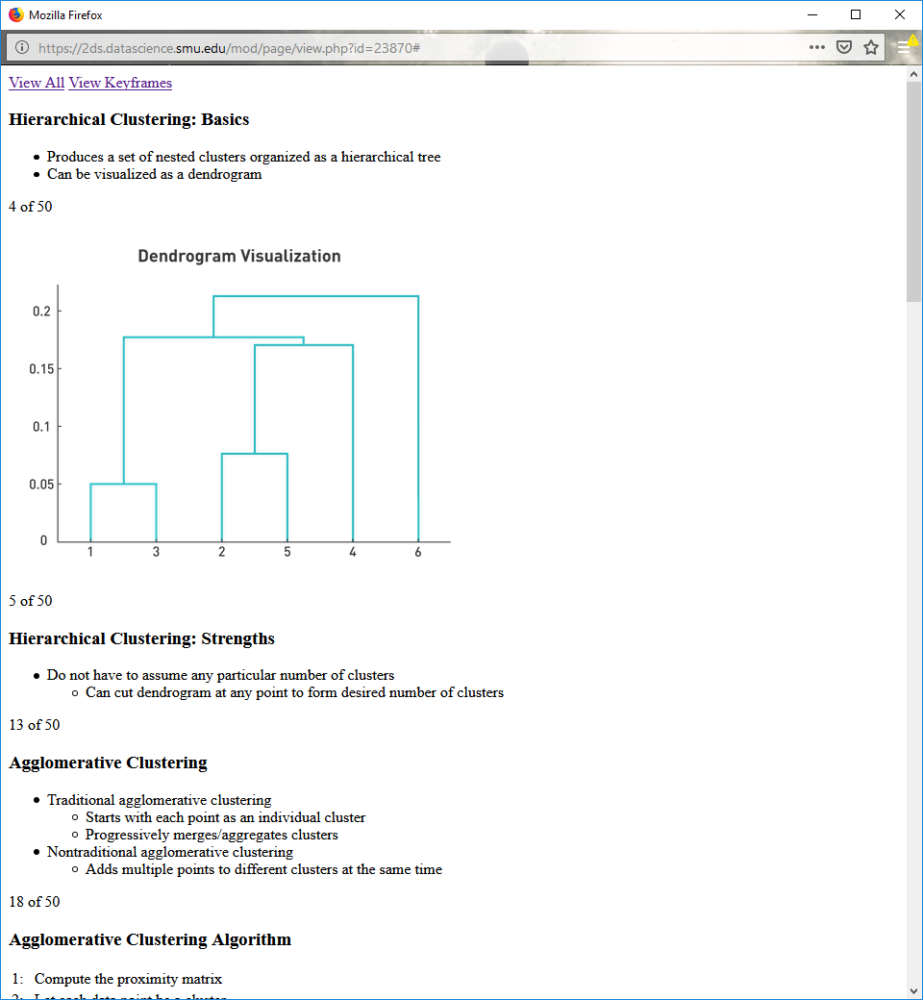 Mozilla Firefox
https://2ds.datascience.smu.edu/mod/page/view.php?id=23870#
View All View Keyframes
Hierarchical Clustering: Basics
Produces a set of nested clusters organized as a hierarchical tree
Can be visualized as a dendrogram
4 of 50
Dendrogram Visualization
0.2
0.15
0.1
0.05
0
1 3 2 5 4 6
5 of 50
Hierarchical Clustering: Strengths
Do not have to assume any particular number of clusters
Can cut dendrogram at any point to form desired number of clusters
13 of 50
Agglomerative Clustering
Traditional agglomerative clustering
Starts with each point as an individual cluster
Progressively merges/aggregates clusters
Nontraditional agglomerative clustering
Adds multiple points to different clusters at the same time
18 of 50
Agglomerative Clustering Algorithm
1: Compute the proximity matrix
2: Let each data point be a cluster